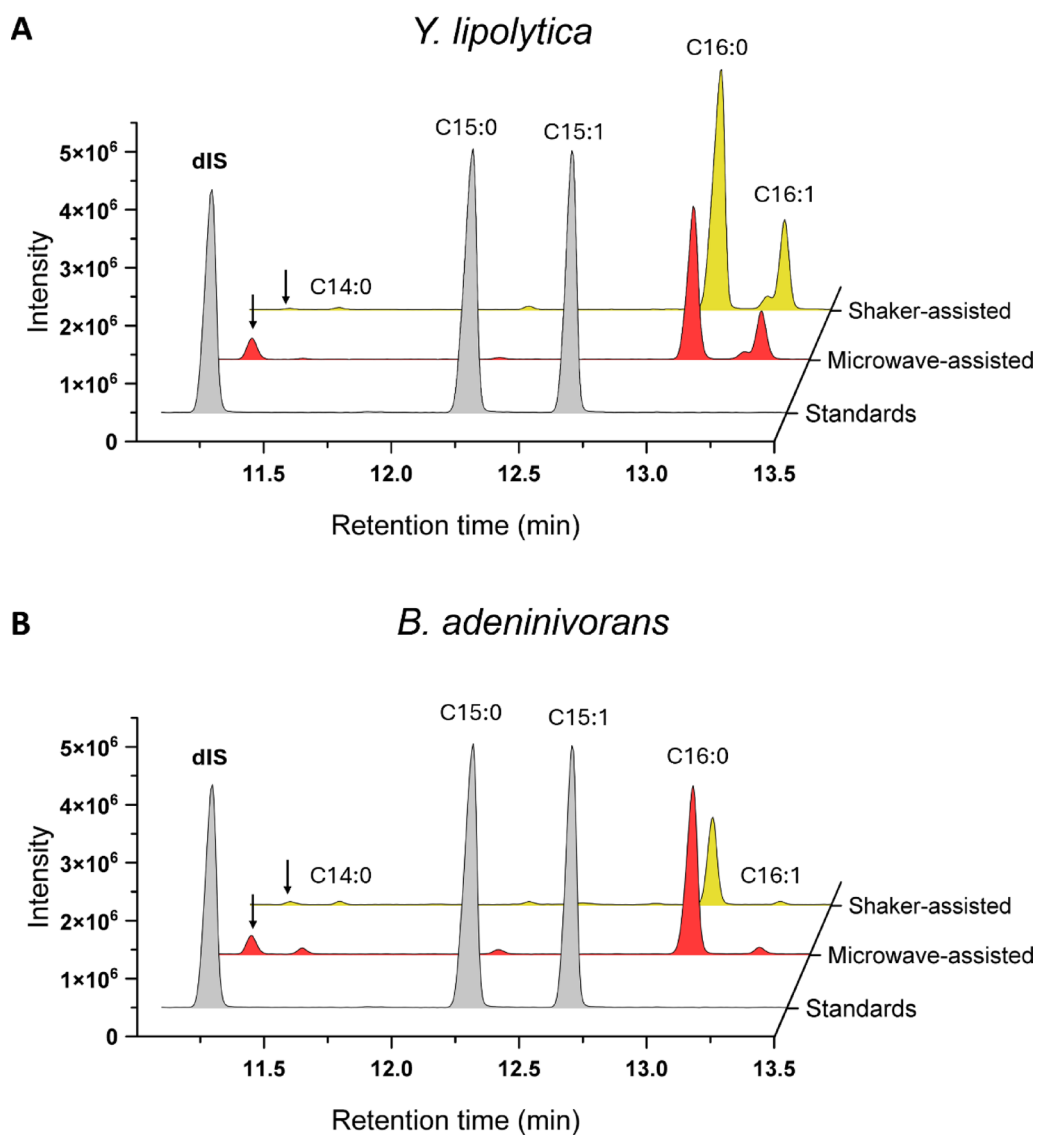 A
Y. lipolytica
C16:0
C15:0
C15:1
dIS
C16:1
C14:0
5×10⁶
4×10⁶
3×10⁶
2×10⁶
1×10⁶
0
Intensity
Shaker-assisted
Microwave-assisted
Standards
11.5 12.0 12.5 13.0 13.5
Retention time (min)
B
B. adeninivorans
C15:0
C15:1
dIS
C16:0
C14:0
C16:1
5×10⁶
4×10⁶
3×10⁶
2×10⁶
1×10⁶
0
Intensity
Shaker-assisted
Microwave-assisted
Standards
11.5 12.0 12.5 13.0 13.5
Retention time (min)